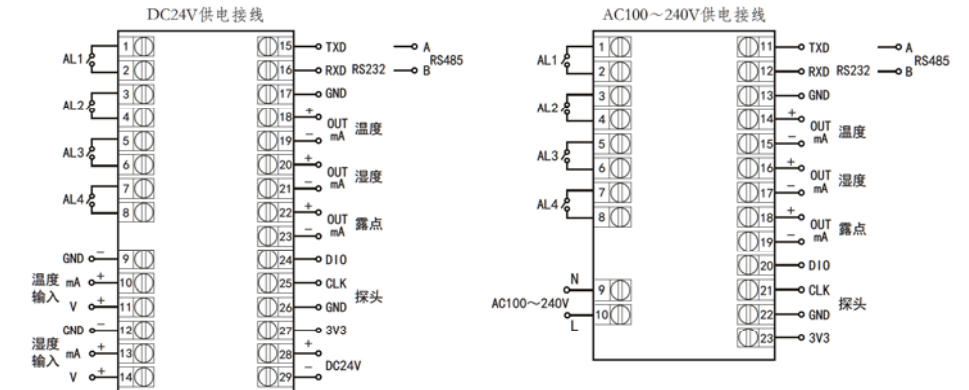 DC24V供电接线
AL1
1
2
AL2
3
4
AL3
5
6
AL4
7
8
GND − 9
温度 mA + 10
输入
V + 11
GND − 12
湿度 mA + 13
输入
V + 14
15 TXD A
16 RXD RS232 B
RS485
17 GND
18 + OUT 温度
19 − mA
20 + OUT 湿度
21 − mA
22 + OUT 露点
23 − mA
24 DIO
25 CLK 探头
26 GND
27 3V3
28 +
29 − DC24V
AC100～240V供电接线
AL1
1
2
AL2
3
4
AL3
5
6
AL4
7
8
N 9
AC100～240V
L 10
11 TXD A
12 RXD RS232 B
RS485
13 GND
14 + OUT 温度
15 − mA
16 + OUT 湿度
17 − mA
18 + OUT 露点
19 − mA
20 DIO
21 CLK 探头
22 GND
23 3V3